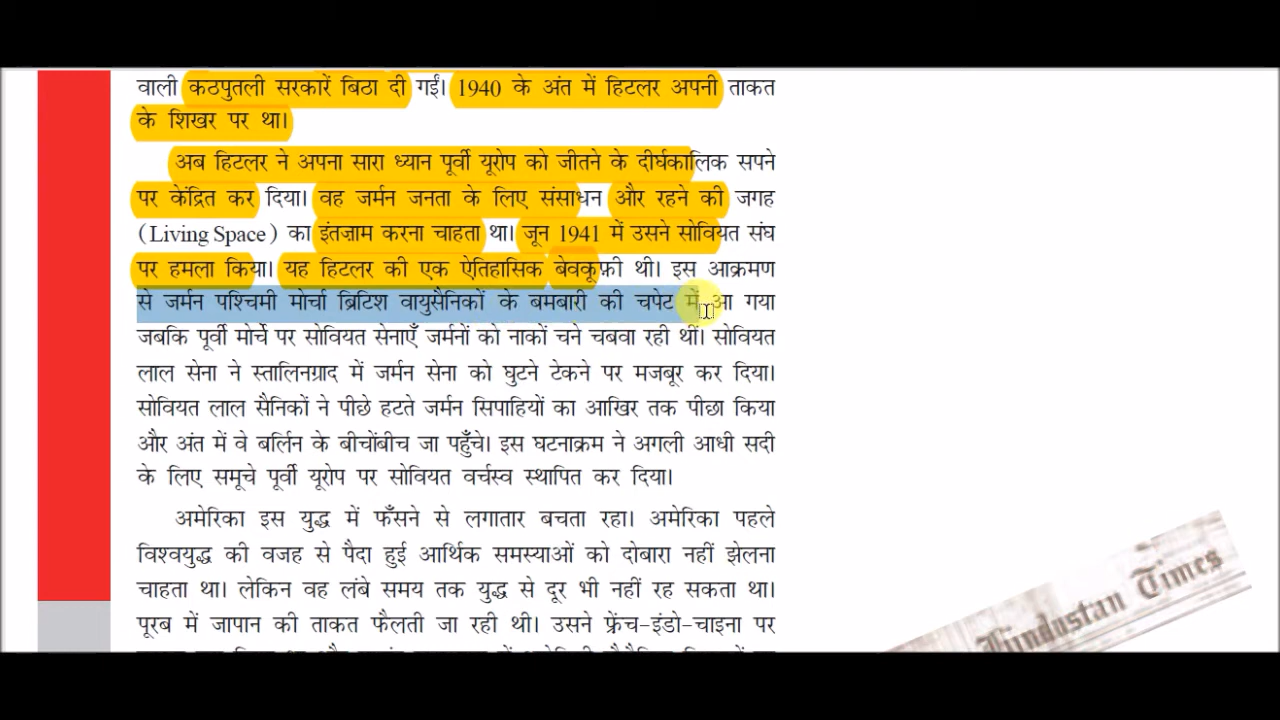 वाली कठपुतली सरकारें बिठा दी गईं। 1940 के अंत में हिटलर अपनी ताकत
के शिखर पर था।
अब हिटलर ने अपना सारा ध्यान पूर्वी यूरोप को जीतने के दीर्घकालिक सपने
पर केंद्रित कर दिया। वह जर्मन जनता के लिए संसाधन और रहने की जगह
(Living Space) का इंतज़ाम करना चाहता था। जून 1941 में उसने सोवियत संघ
पर हमला किया। यह हिटलर की एक ऐतिहासिक बेवकूफ़ी थी। इस आक्रमण
से जर्मन पश्चिमी मोर्चा ब्रिटिश वायुसैनिकों के बमबारी की चपेट में आ गया
जबकि पूर्वी मोर्चे पर सोवियत सेनाएँ जर्मनों को नाकों चने चबवा रही थीं। सोवियत
लाल सेना ने स्तालिनग्राद में जर्मन सेना को घुटने टेकने पर मजबूर कर दिया।
सोवियत लाल सैनिकों ने पीछे हटते जर्मन सिपाहियों का आखिर तक पीछा किया
और अंत में वे बर्लिन के बीचोंबीच जा पहुँचे। इस घटनाक्रम ने अगली आधी सदी
के लिए समूचे पूर्वी यूरोप पर सोवियत वर्चस्व स्थापित कर दिया।
अमेरिका इस युद्ध में फँसने से लगातार बचता रहा। अमेरिका पहले
विश्वयुद्ध की वजह से पैदा हुई आर्थिक समस्याओं को दोबारा नहीं झेलना
चाहता था। लेकिन वह लंबे समय तक युद्ध से दूर भी नहीं रह सकता था।
पूरब में जापान की ताकत फैलती जा रही थी। उसने फ़्रेंच-इंडो-चाइना पर
Hindustan Times